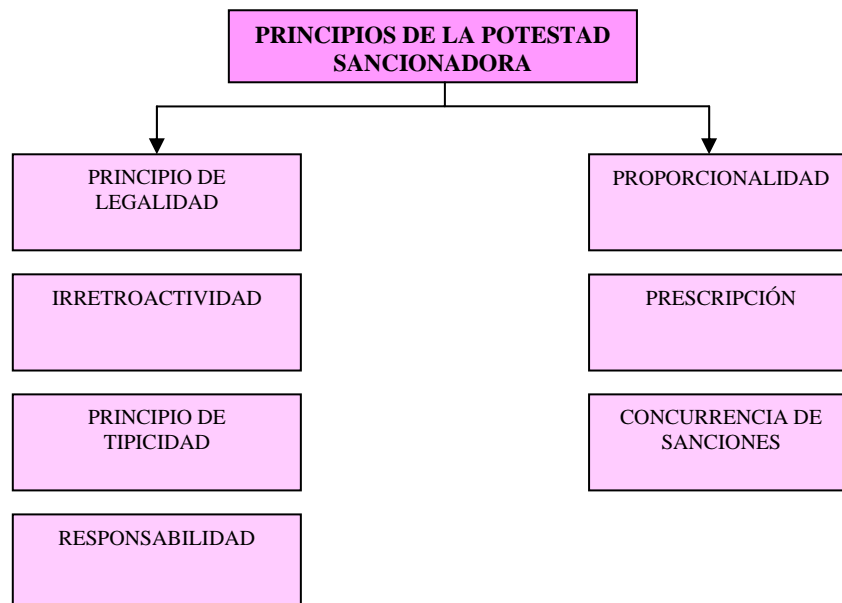 PRINCIPIOS DE LA POTESTAD
SANCIONADORA
PRINCIPIO DE
LEGALIDAD
IRRETROACTIVIDAD
PRINCIPIO DE
TIPICIDAD
RESPONSABILIDAD
PROPORCIONALIDAD
PRESCRIPCIÓN
CONCURRENCIA DE
SANCIONES